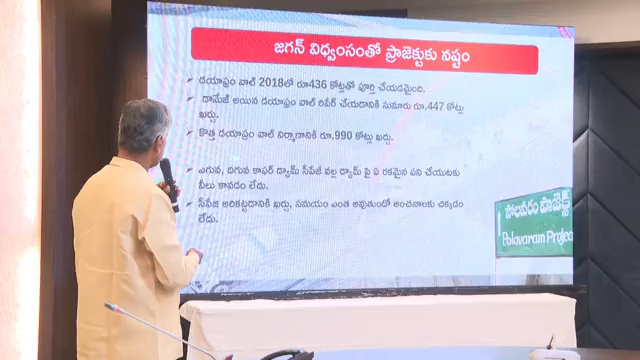 జగన్ విధ్వంసంతో ప్రాజెక్టుకు నష్టం
డయాఫ్రం వాల్ 2018లో రూ436 కోట్లతో పూర్తి చేయడమైంది.
డామేజీ అయిన డయాఫ్రం వాల్ రిపేర్ చేయడానికి సుమారు రూ.447 కోట్లు
ఖర్చు.
కొత్త డయాఫ్రం వాల్ నిర్మాణానికి రూ.990 కోట్లు ఖర్చు.
ఎగువ, దిగువ కాఫర్ డ్యామ్ సీపేజీ వల్ల డ్యామ్ పై ఏ రకమైన పని చేయుటకు
వీలు కానడం లేదు.
సీపేజి అరికట్టడానికి ఖర్చు, సమయం ఎంత అవుతుందో అంచనాలకు చిక్కడం
లేదు.
పోలవరం ప్రాజెక్ట్
Polavaram Project